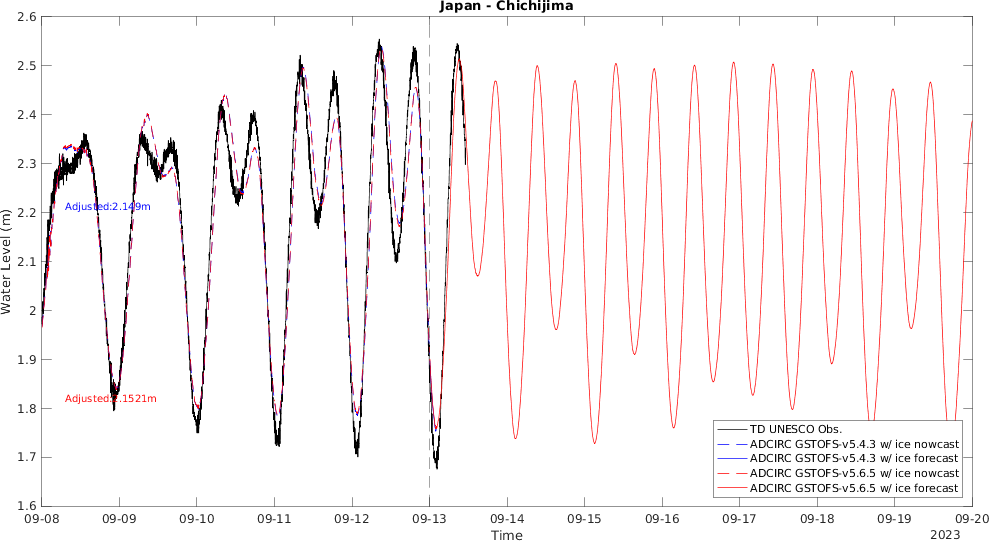 Japan - Chichijima
2.6
2.5
2.4
2.3
2.2
2.1
2
1.9
1.8
1.7
1.6
Water Level (m)
Adjusted:2.149m
Adjusted:2.1521m
TD UNESCO Obs.
ADCIRC GSTOFS-v5.4.3 w/ ice nowcast
ADCIRC GSTOFS-v5.4.3 w/ ice forecast
ADCIRC GSTOFS-v5.6.5 w/ ice nowcast
ADCIRC GSTOFS-v5.6.5 w/ ice forecast
09-08 09-09 09-10 09-11 09-12 09-13 09-14 09-15 09-16 09-17 09-18 09-19 09-20
Time
2023